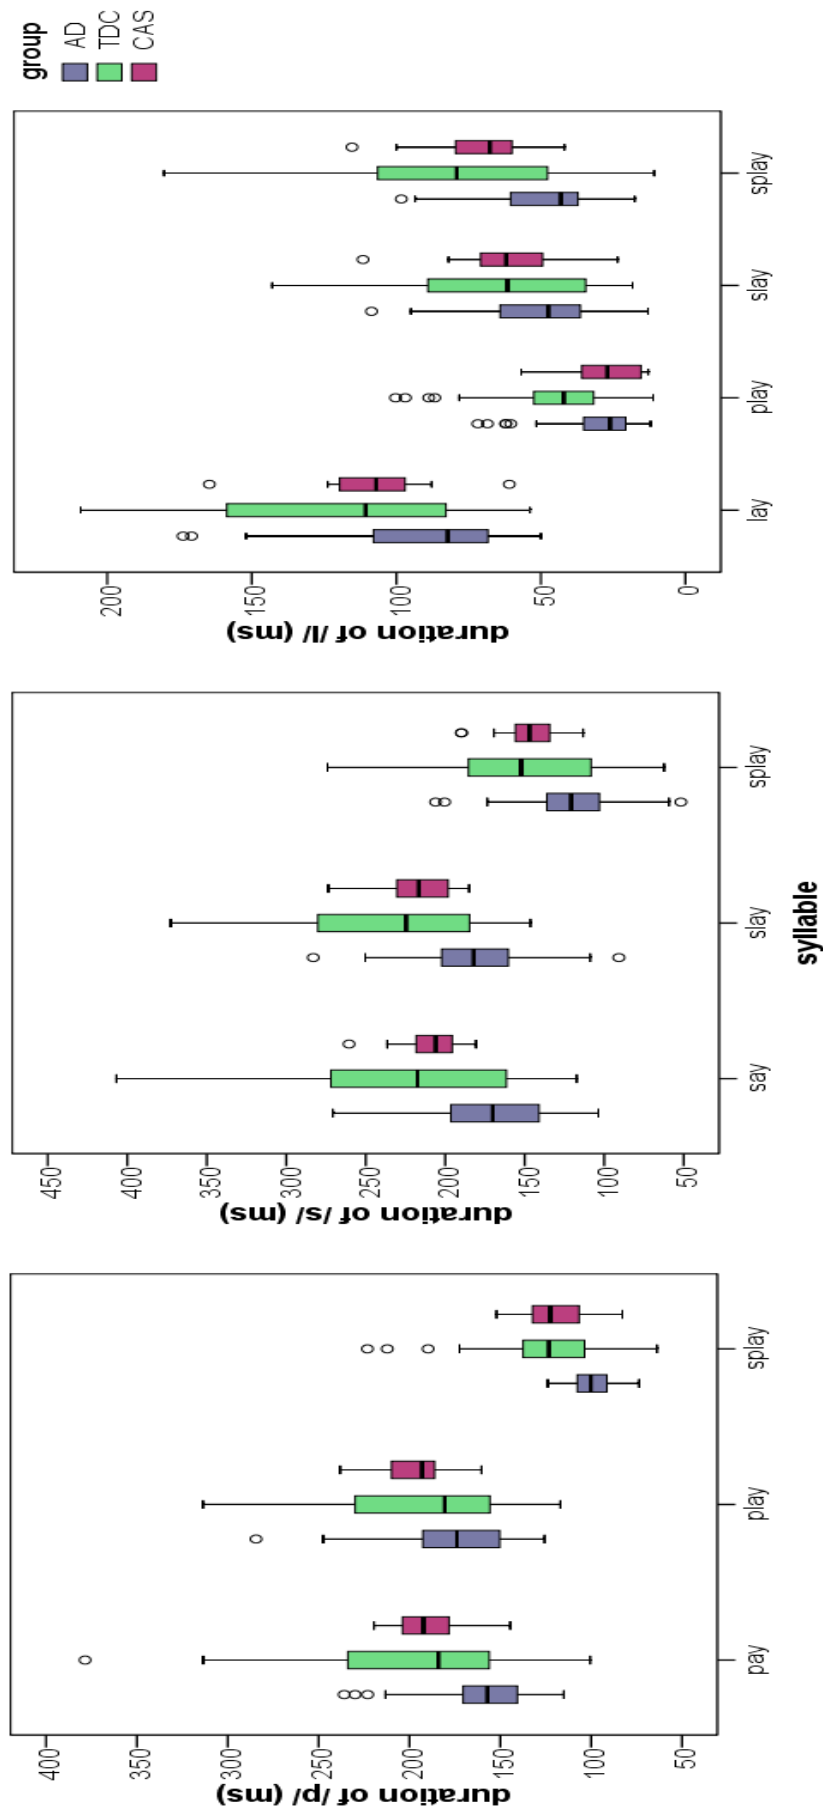 duration of /p/ (ms)
400
350
300
250
200
150
100
50
pay
play
splay
duration of /s/ (ms)
450
400
350
300
250
200
150
100
50
say
slay
splay
syllable
duration of /l/ (ms)
200
150
100
50
0
lay
play
slay
splay
group
AD
TDC
CAS